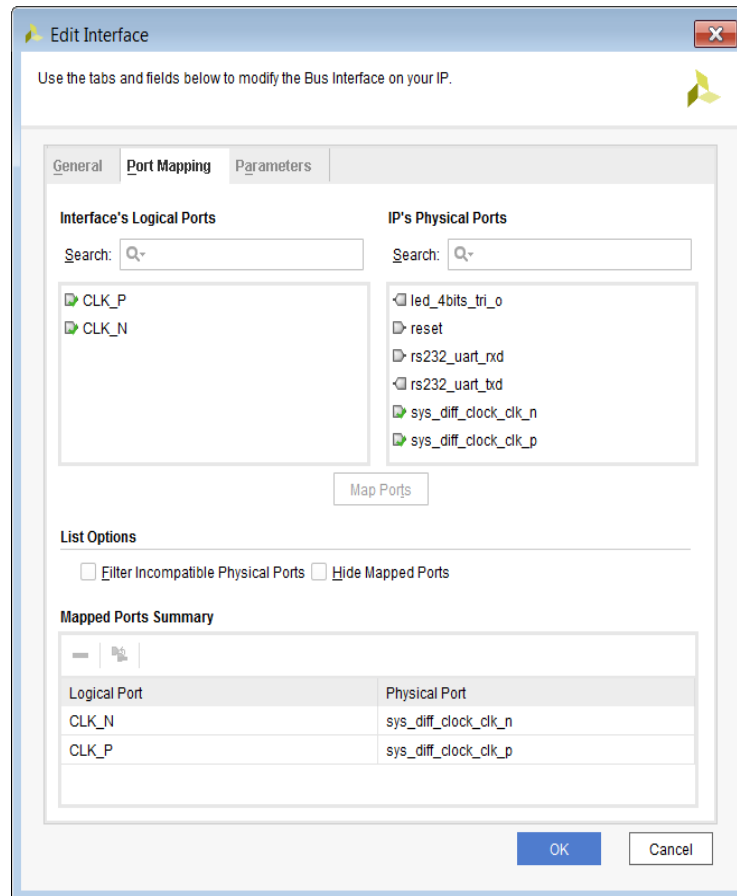 Edit Interface
Use the tabs and fields below to modify the Bus Interface on your IP.
General Port Mapping Parameters
Interface's Logical Ports IP's Physical Ports
Search: Search:
CLK_P led_4bits_tri_o
CLK_N reset
rs232_uart_rxd
rs232_uart_txd
sys_diff_clock_clk_n
sys_diff_clock_clk_p
Map Ports
List Options
Filter Incompatible Physical Ports Hide Mapped Ports
Mapped Ports Summary
Logical Port Physical Port
CLK_N sys_diff_clock_clk_n
CLK_P sys_diff_clock_clk_p
OK Cancel